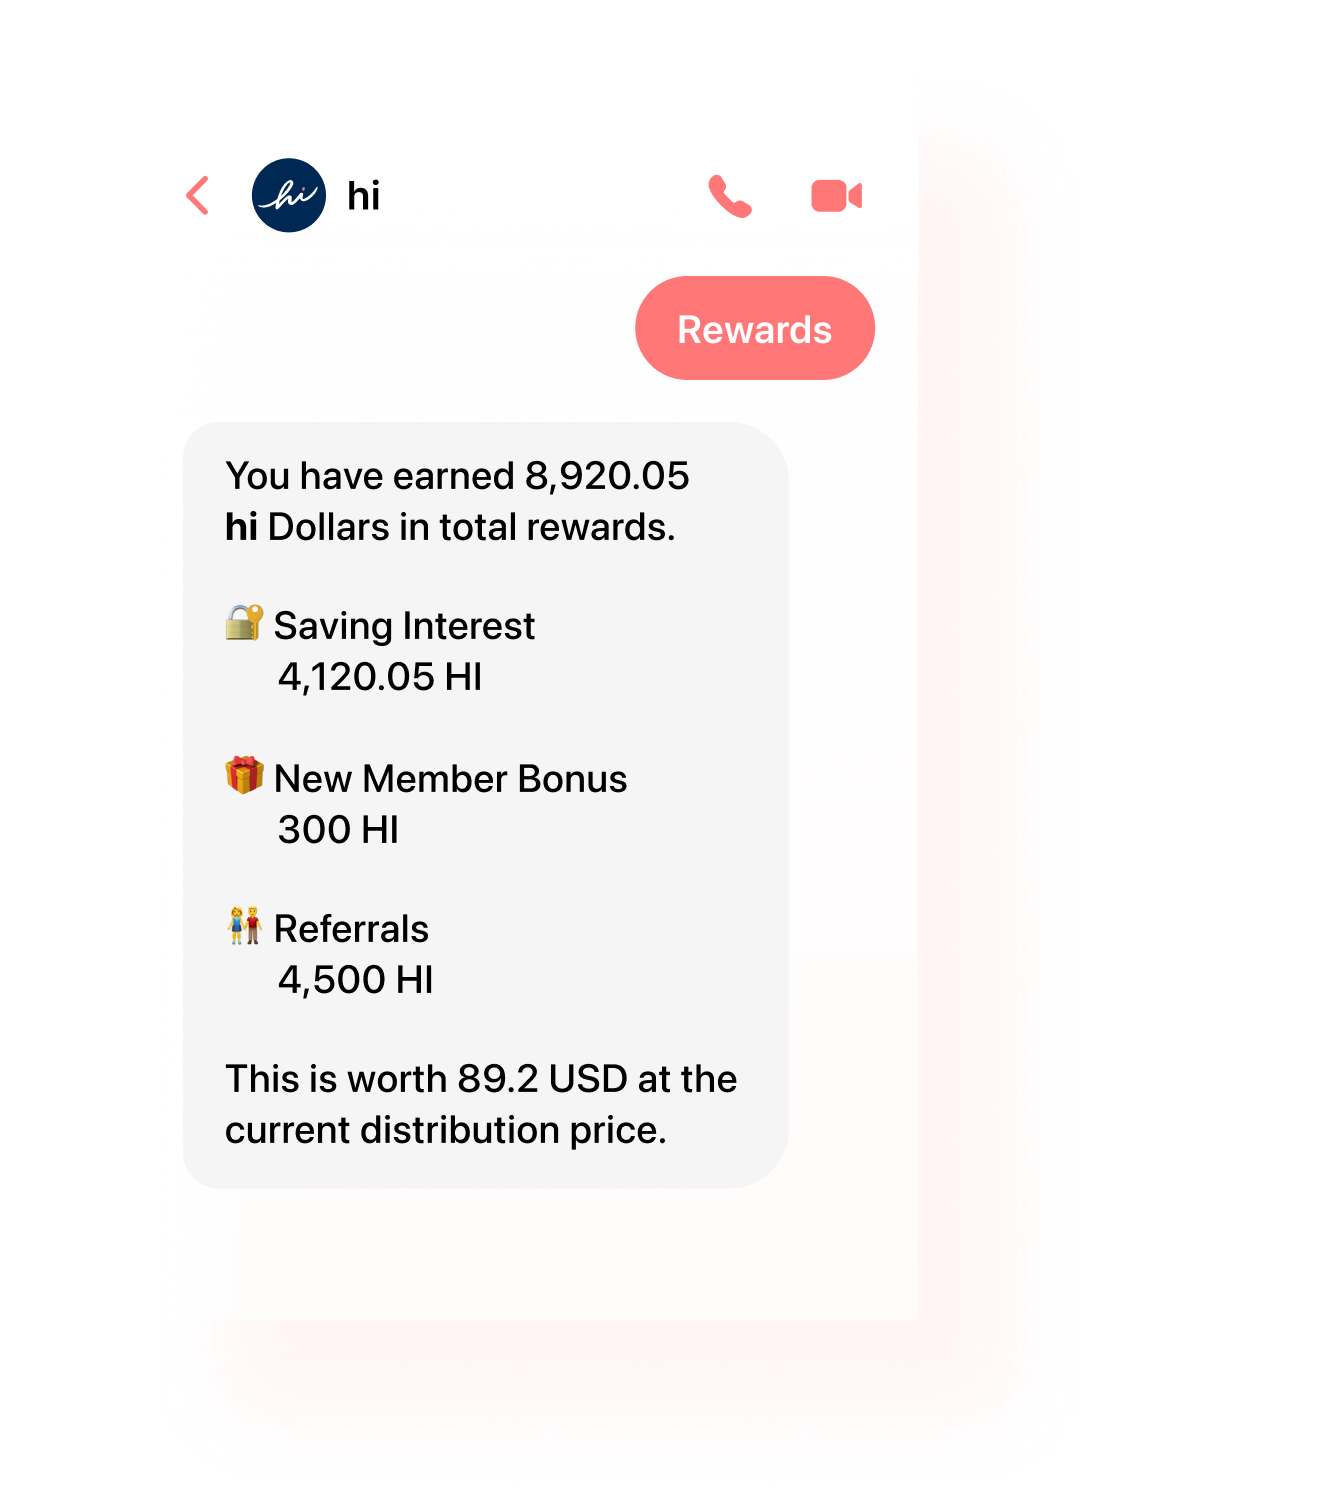 hi hi
Rewards
You have earned 8,920.05
hi Dollars in total rewards.
🔐 Saving Interest
4,120.05 HI
🎁 New Member Bonus
300 HI
👫 Referrals
4,500 HI
This is worth 89.2 USD at the
current distribution price.